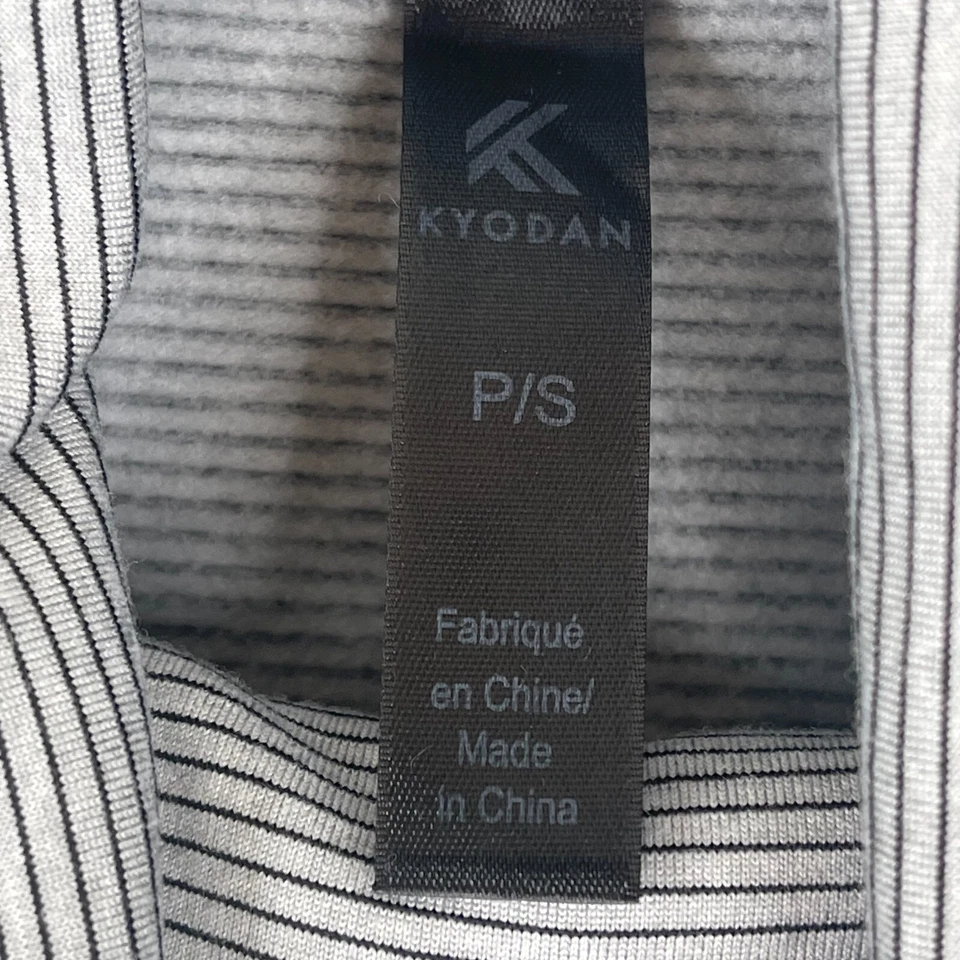 KYODAN
P/S
Fabriqué
en Chine/
Made
in China